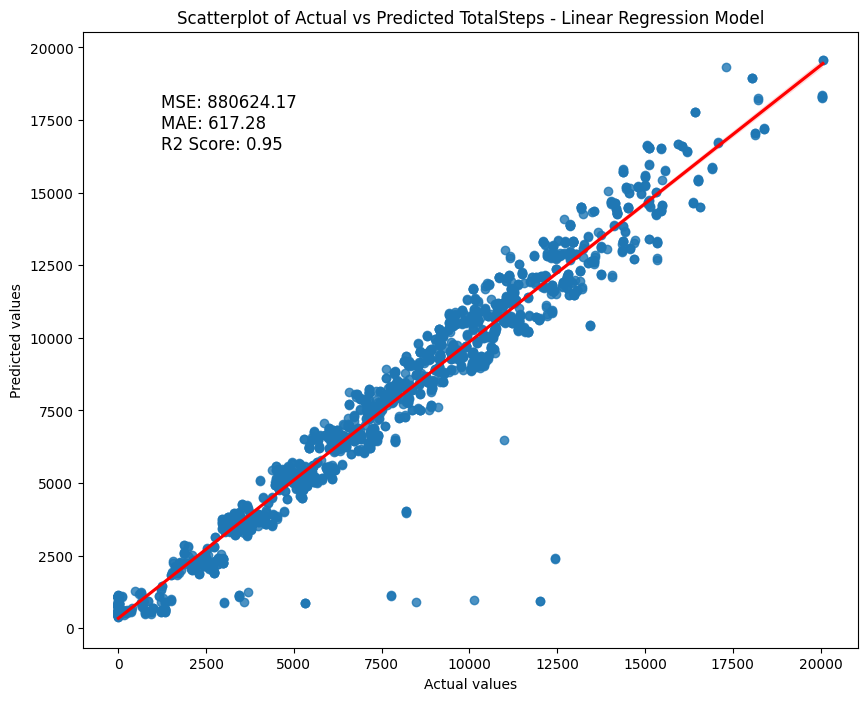 Scatterplot of Actual vs Predicted TotalSteps - Linear Regression Model
20000
MSE: 880624.17
MAE: 617.28
R2 Score: 0.95
17500
15000
12500
10000
7500
5000
2500
0
Predicted values
0 2500 5000 7500 10000 12500 15000 17500 20000
Actual values